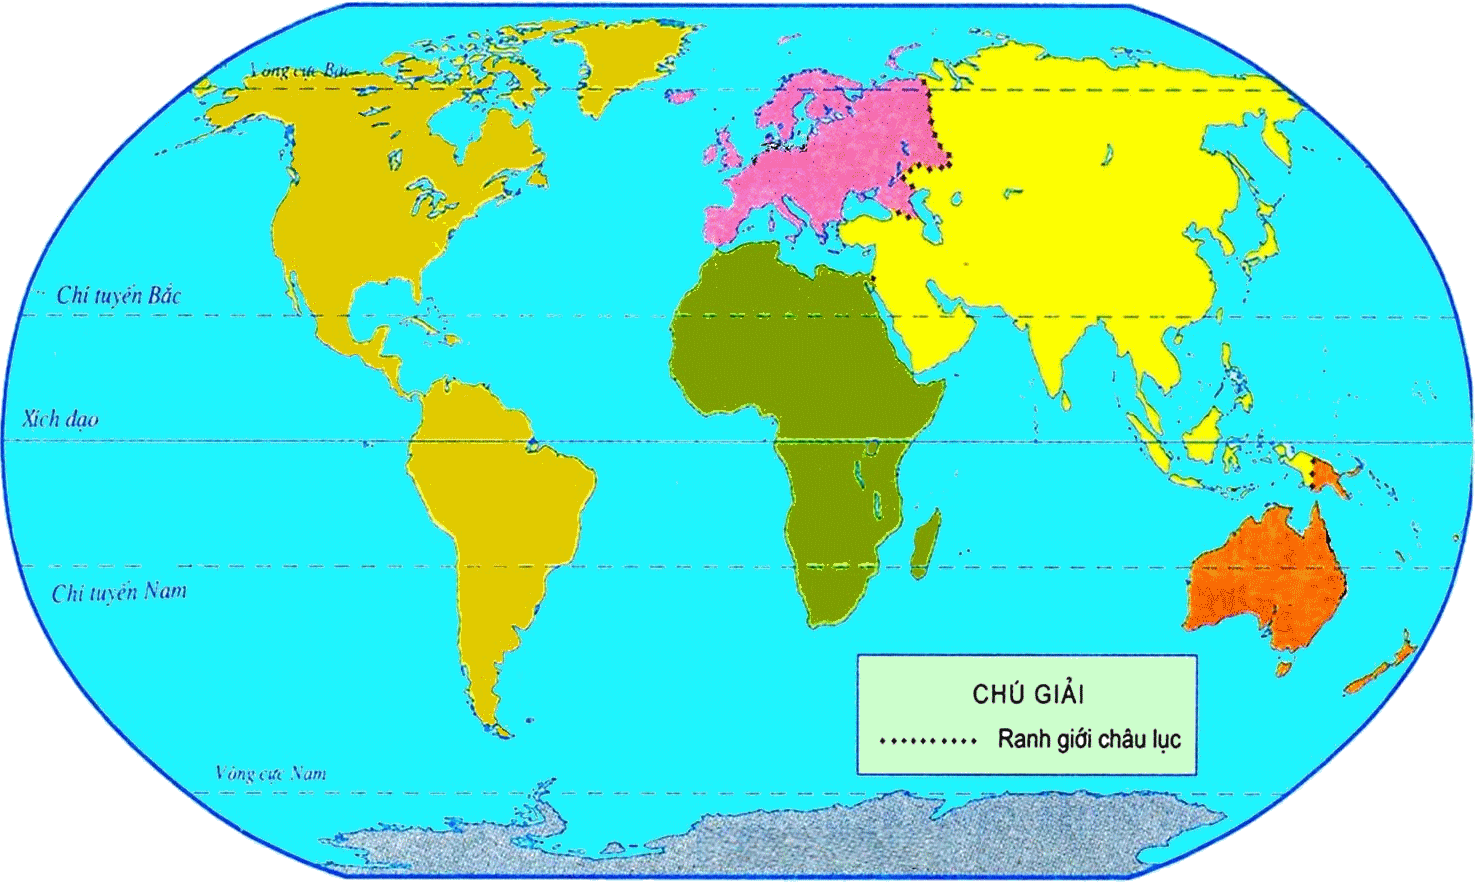 Vòng cực Bắc
Chí tuyến Bắc
Xích đạo
Chí tuyến Nam
CHÚ GIẢI
Ranh giới châu lục
Vòng cực Nam